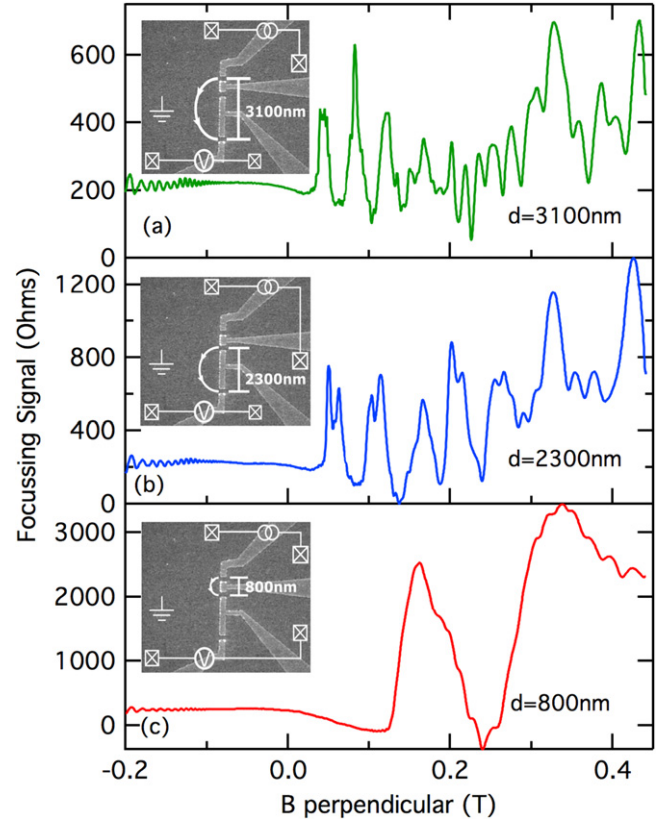 Focussing Signal (Ohms)
600
400
200
0
3100nm
V
(a)
d=3100nm
1200
800
400
0
2300nm
V
(b)
d=2300nm
3000
2000
1000
0
800nm
V
(c)
d=800nm
-0.2
0.0
0.2
0.4
B perpendicular (T)